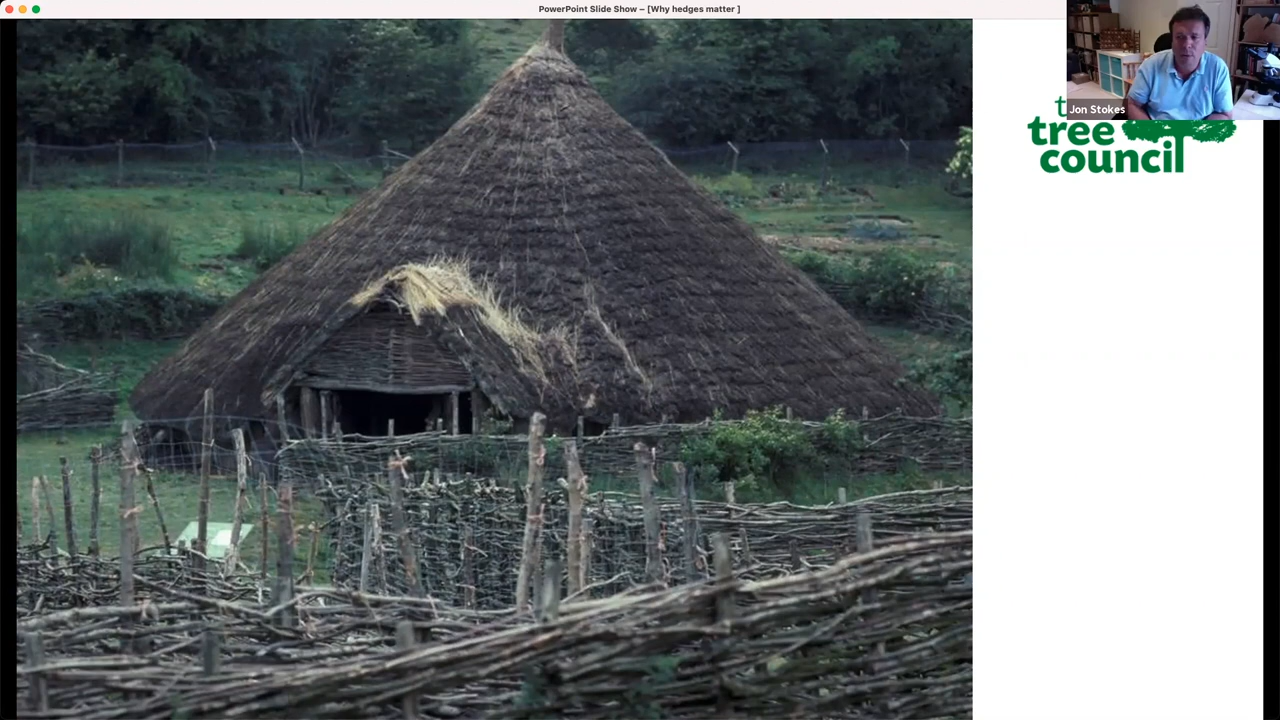 PowerPoint Slide Show – [Why hedges matter ]
Jon Stokes
tree
council